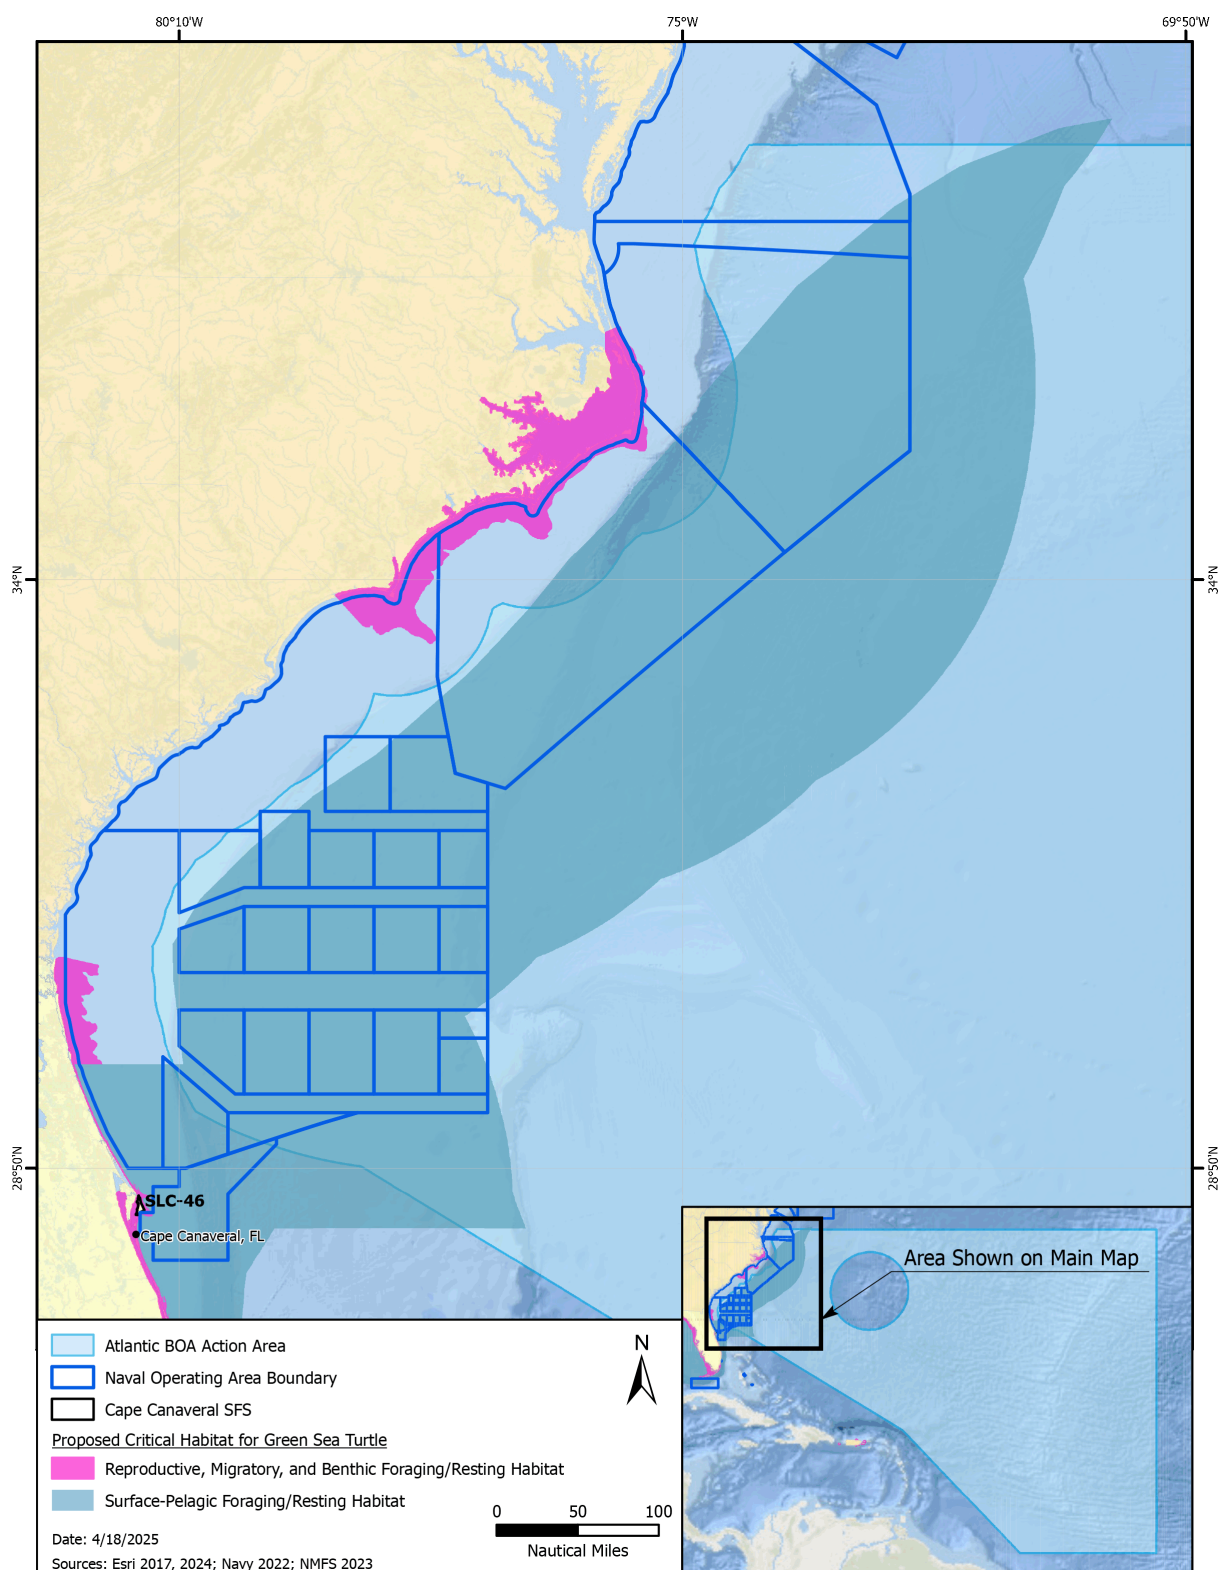 80°10'W
75°W
69°50'W
34°N
34°N
28°50'N
28°50'N
SLC-46
Cape Canaveral, FL
Area Shown on Main Map
Atlantic BOA Action Area
Naval Operating Area Boundary
Cape Canaveral SFS
Proposed Critical Habitat for Green Sea Turtle
Reproductive, Migratory, and Benthic Foraging/Resting Habitat
Surface-Pelagic Foraging/Resting Habitat
N
0 50 100
Nautical Miles
Date: 4/18/2025
Sources: Esri 2017, 2024; Navy 2022; NMFS 2023